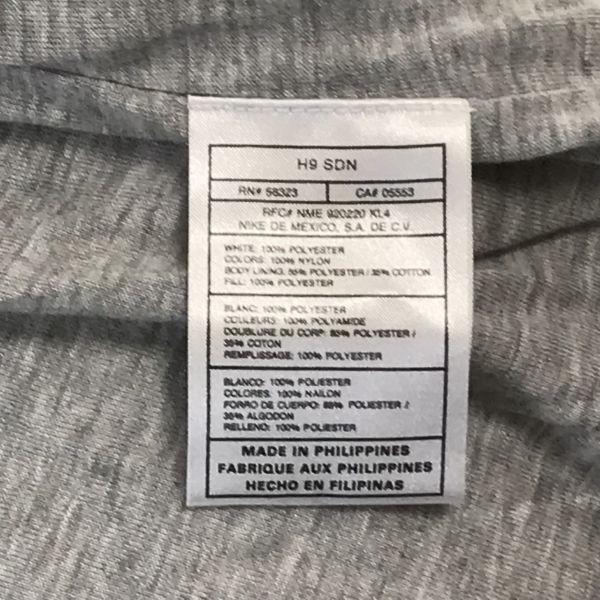 H9 SDN
RN# 56323 CA# 05553
RFC# NME 920220 KL4
NIKE DE MEXICO, S.A. DE C.V.
WHITE: 100% POLYESTER
COLORS: 100% NYLON
BODY LINING: 65% POLYESTER / 35% COTTON
FILL: 100% POLYESTER
BLANC: 100% POLYESTER
COULEURS: 100% POLYAMIDE
DOUBLURE DU CORP: 65% POLYESTER /
35% COTON
REMPLISSAGE: 100% POLYESTER
BLANCO: 100% POLIESTER
COLORES: 100% NAILON
FORRO DE CUERPO: 65% POLIESTER /
35% ALGODON
RELLENO: 100% POLIESTER
MADE IN PHILIPPINES
FABRIQUE AUX PHILIPPINES
HECHO EN FILIPINAS